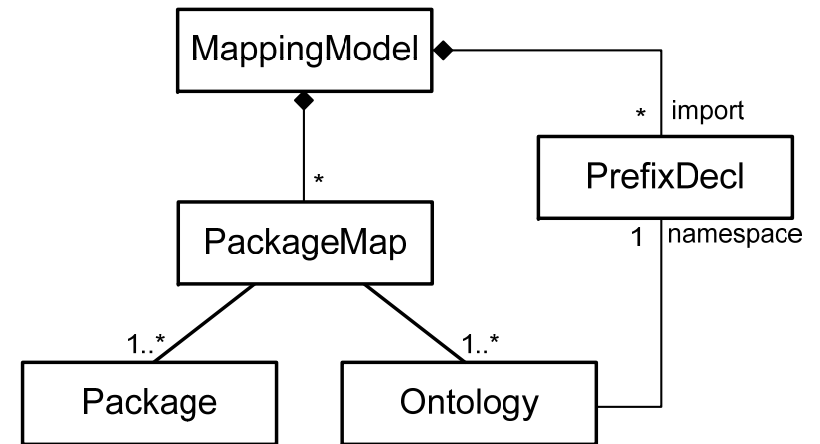 MappingModel
* import
PrefixDecl
*
PackageMap
1 namespace
1..* 1..*
Package Ontology